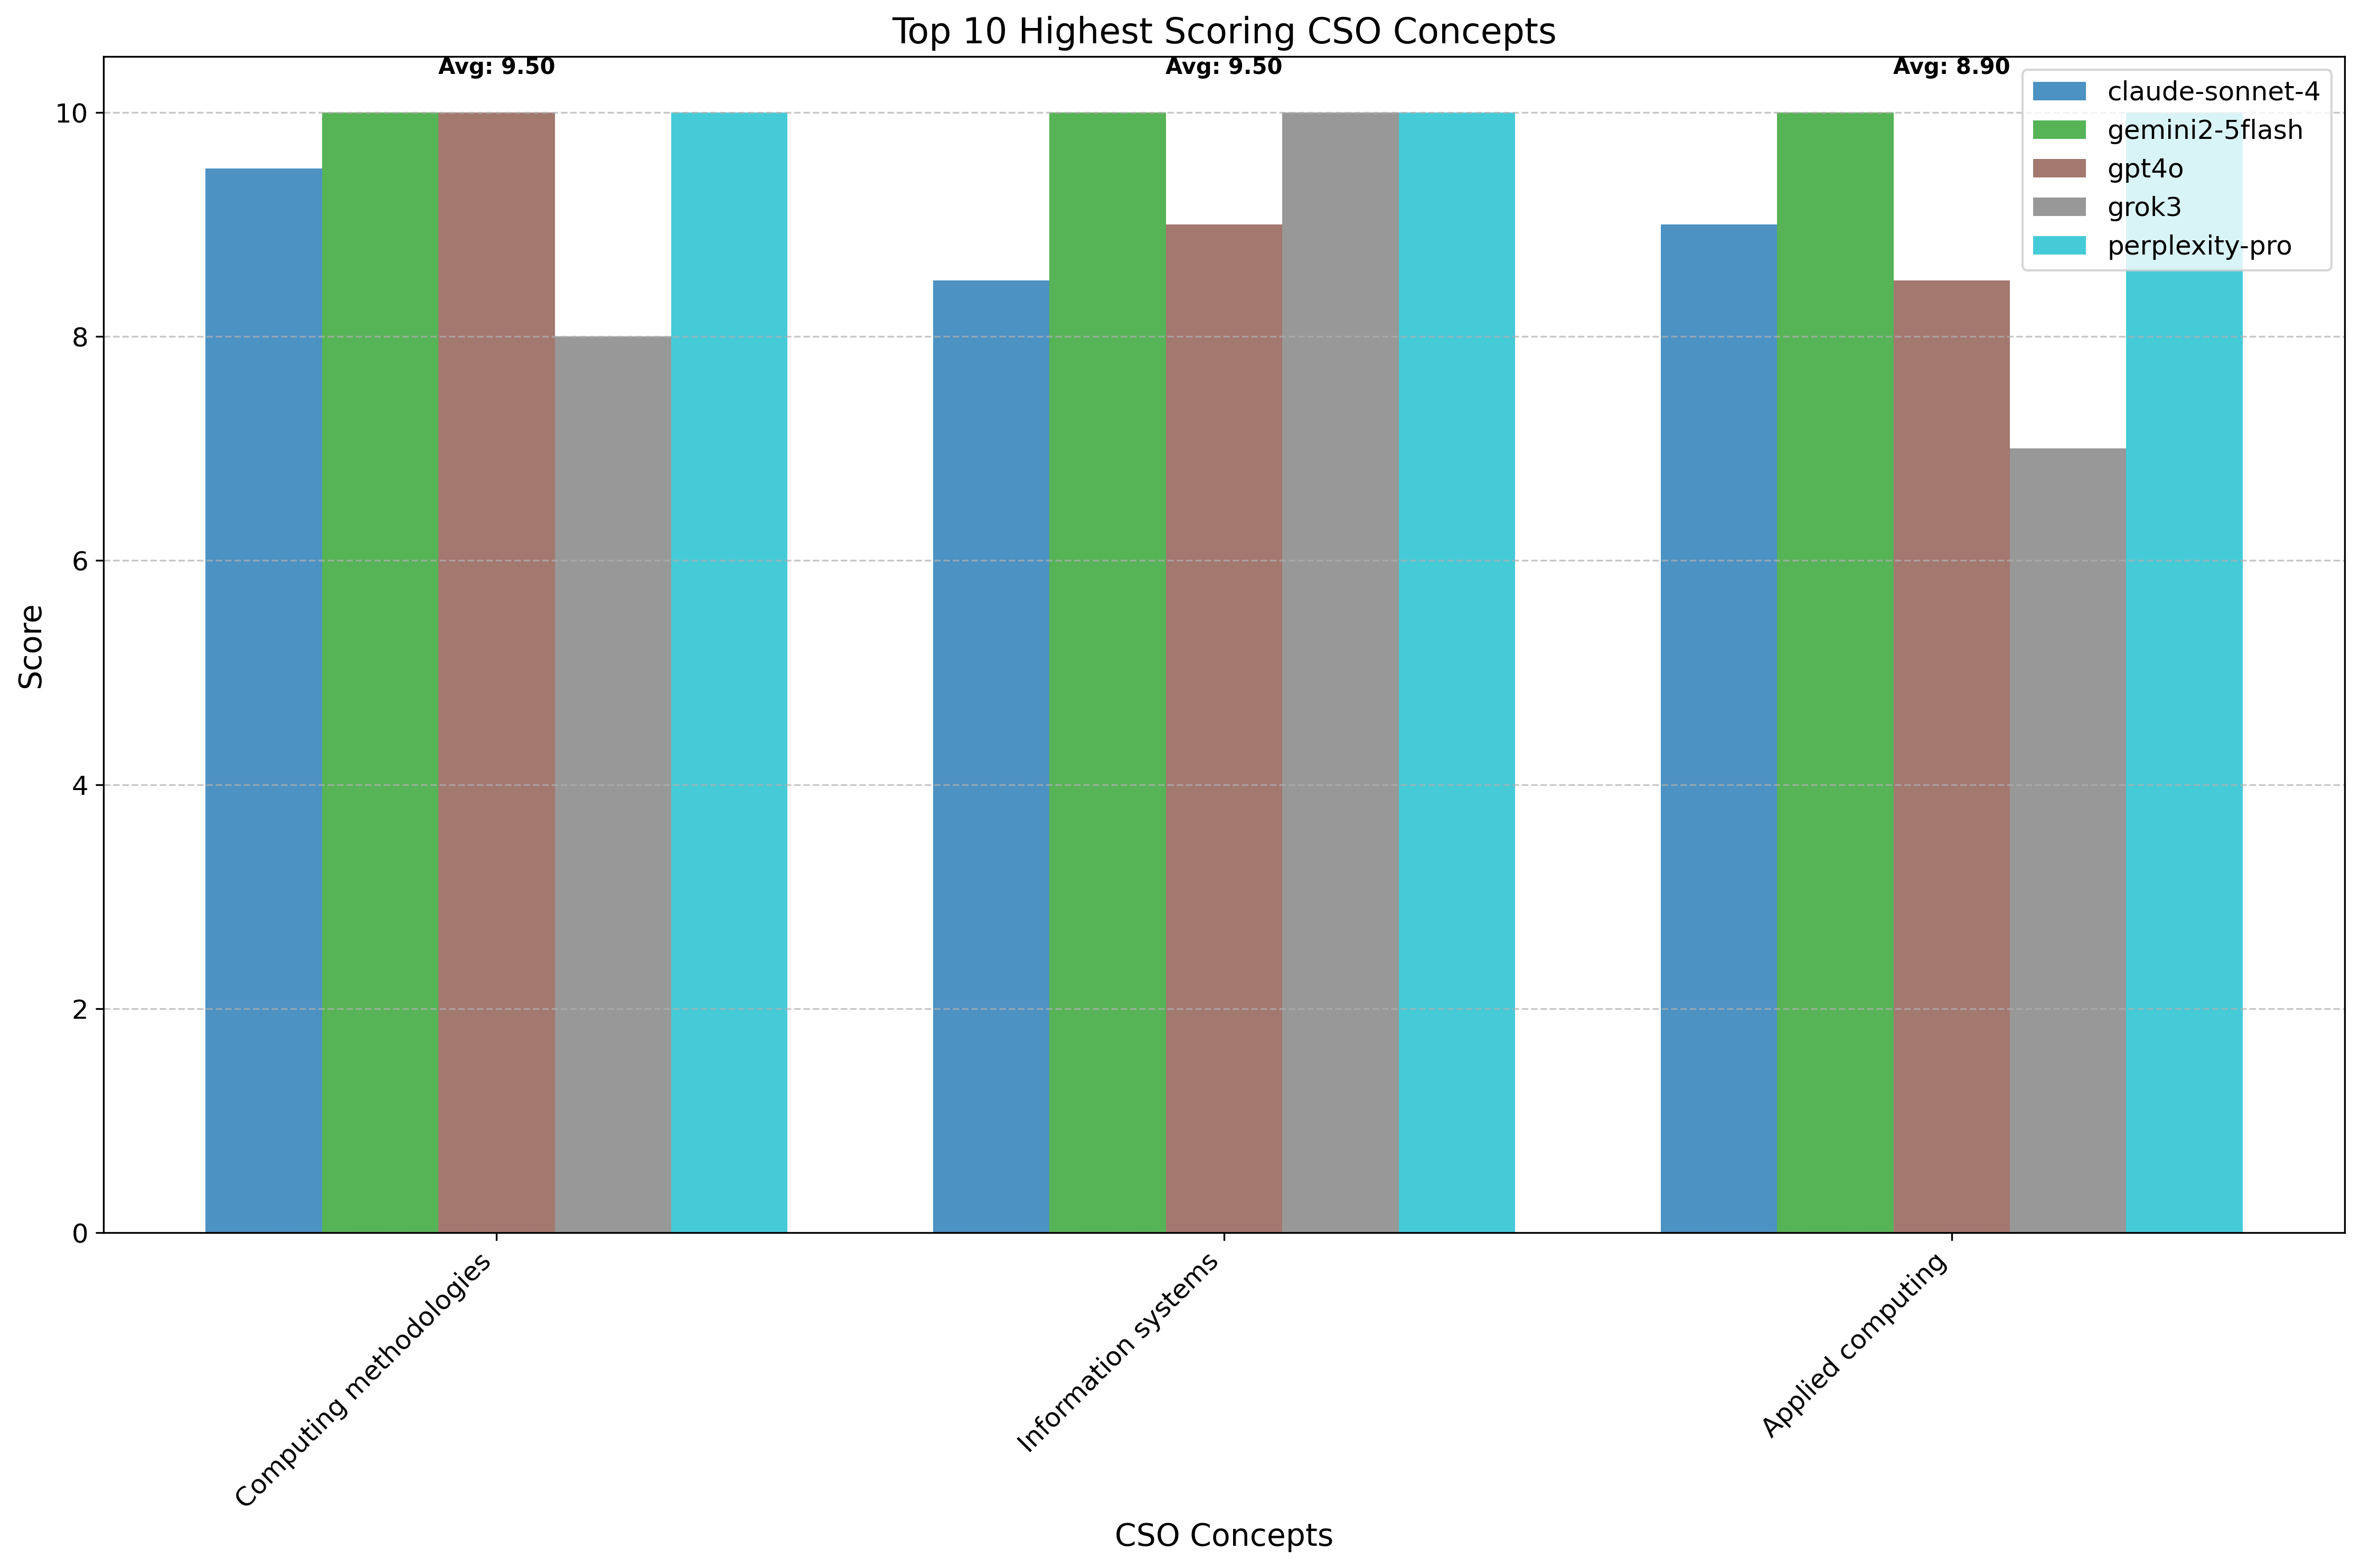 Top 10 Highest Scoring CSO Concepts
Avg: 9.50
Avg: 9.50
Avg: 8.90
claude-sonnet-4
gemini2-5flash
gpt4o
grok3
perplexity-pro
Score
10
8
6
4
2
0
Computing methodologies
Information systems
Applied computing
CSO Concepts